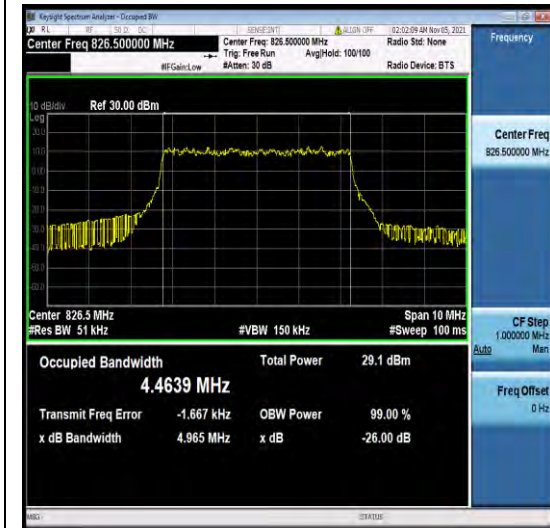 Keysight Spectrum Analyzer - Occupied BW
RL RF 50 Ω DC SENSE:INT ALIGN OFF 02:02:09 AM Nov 05, 2021
Center Freq 826.500000 MHz Center Freq: 826.500000 MHz Radio Std: None Frequency
Trig: Free Run Avg|Hold: 100/100
#IFGain:Low #Atten: 30 dB Radio Device: BTS
10 dB/div Ref 30.00 dBm
Log
20.0
10.0
0.00
Center Freq
826.500000 MHz
Center 826.5 MHz Span 10 MHz
#Res BW 51 kHz #VBW 150 kHz #Sweep 100 ms
CF Step
1.000000 MHz
Auto Man
Occupied Bandwidth Total Power 29.1 dBm
4.4639 MHz
Freq Offset
0 Hz
Transmit Freq Error -1.667 kHz OBW Power 99.00 %
x dB Bandwidth 4.965 MHz x dB -26.00 dB
MSG STATUS